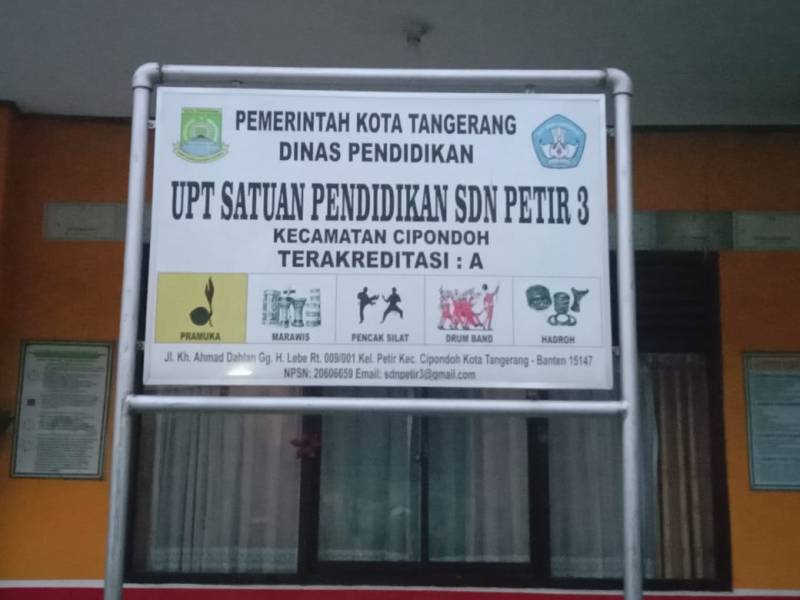 PEMERINTAH KOTA TANGERANG
DINAS PENDIDIKAN
UPT SATUAN PENDIDIKAN SDN PETIR 3
KECAMATAN CIPONDOH
TERAKREDITASI : A
PRAMUKA MARAWIS PENCAK SILAT DRUM BAND HADROH
Jl. Kh. Ahmad Dahlan Gg. H. Lebe Rt. 009/001 Kel. Petir Kec. Cipondoh Kota Tangerang - Banten 15147
NPSN: 20606659 Email: sdnpetir3@gmail.com